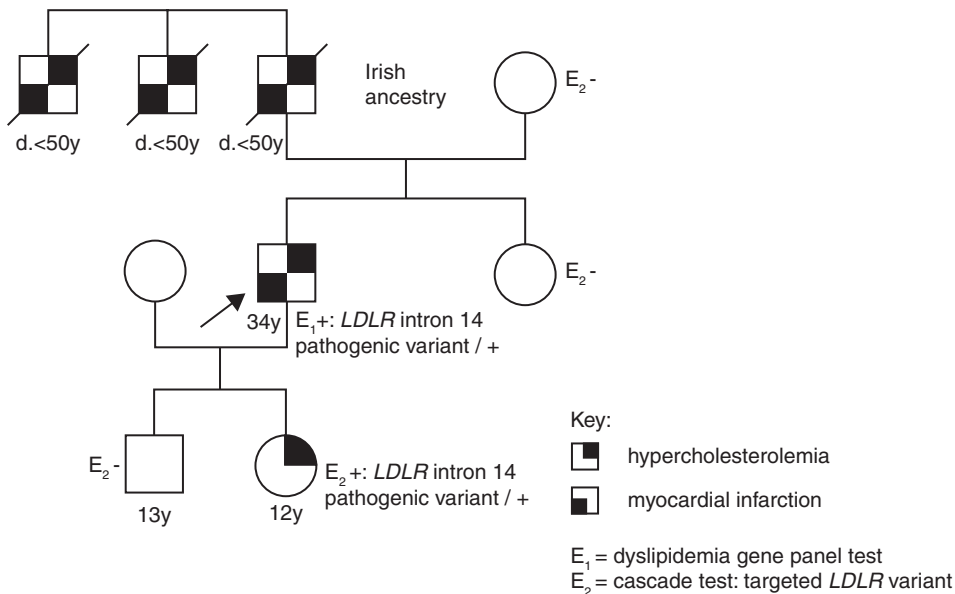 Irish
ancestry
E₂ -
d.<50y
d.<50y
d.<50y
E₂ -
34y
E₁+: LDLR intron 14
pathogenic variant / +
E₂ -
13y
E₂ +: LDLR intron 14
pathogenic variant / +
12y
Key:
hypercholesterolemia
myocardial infarction
E₁ = dyslipidemia gene panel test
E₂ = cascade test: targeted LDLR variant